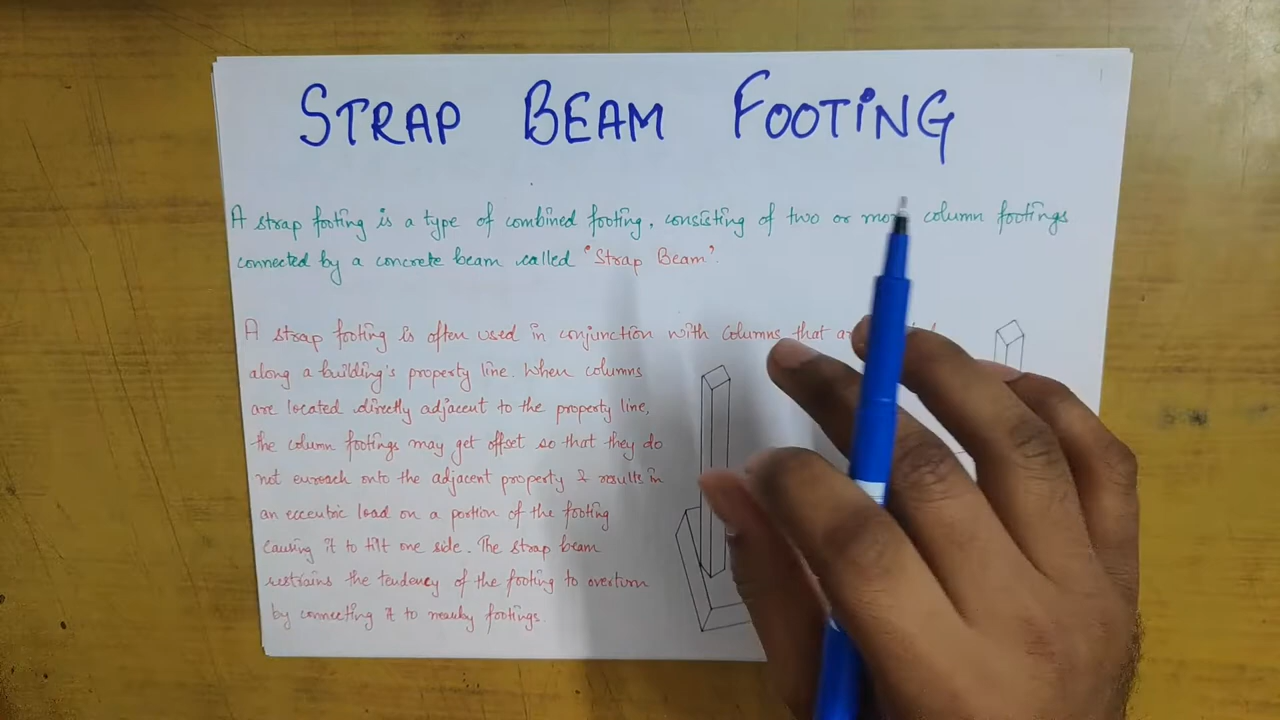 STRAP BEAM FOOTING
A strap footing is a type of combined footing, consisting of two or more column footings
connected by a concrete beam called 'Strap Beam'.
A strap footing is often used in conjunction with columns that
along a building's property line. When columns
are located directly adjacent to the property line,
the column footings may get offset so that they do
not euroach onto the adjacent property & results in
an eccentric load on a portion of the footing
causing it to tilt one side. The strap beam
restrains the tendency of the footing to overturn
by connecting it to nearby footings.